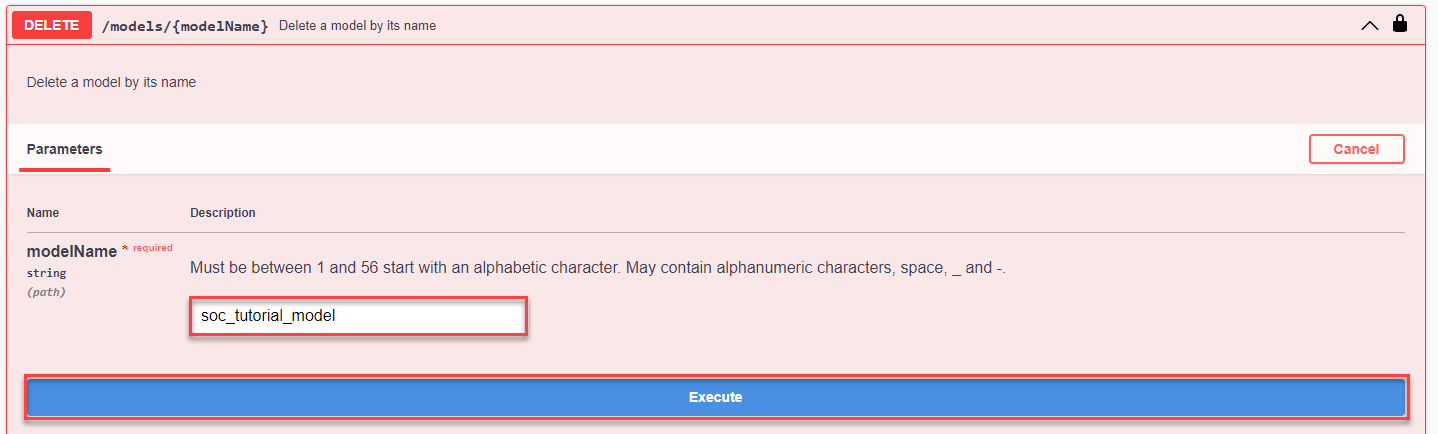 DELETE /models/{modelName} Delete a model by its name
Delete a model by its name
Parameters Cancel
Name Description
modelName * required
string
(path)
Must be between 1 and 56 start with an alphabetic character. May contain alphanumeric characters, space, _ and -.
soc_tutorial_model
Execute